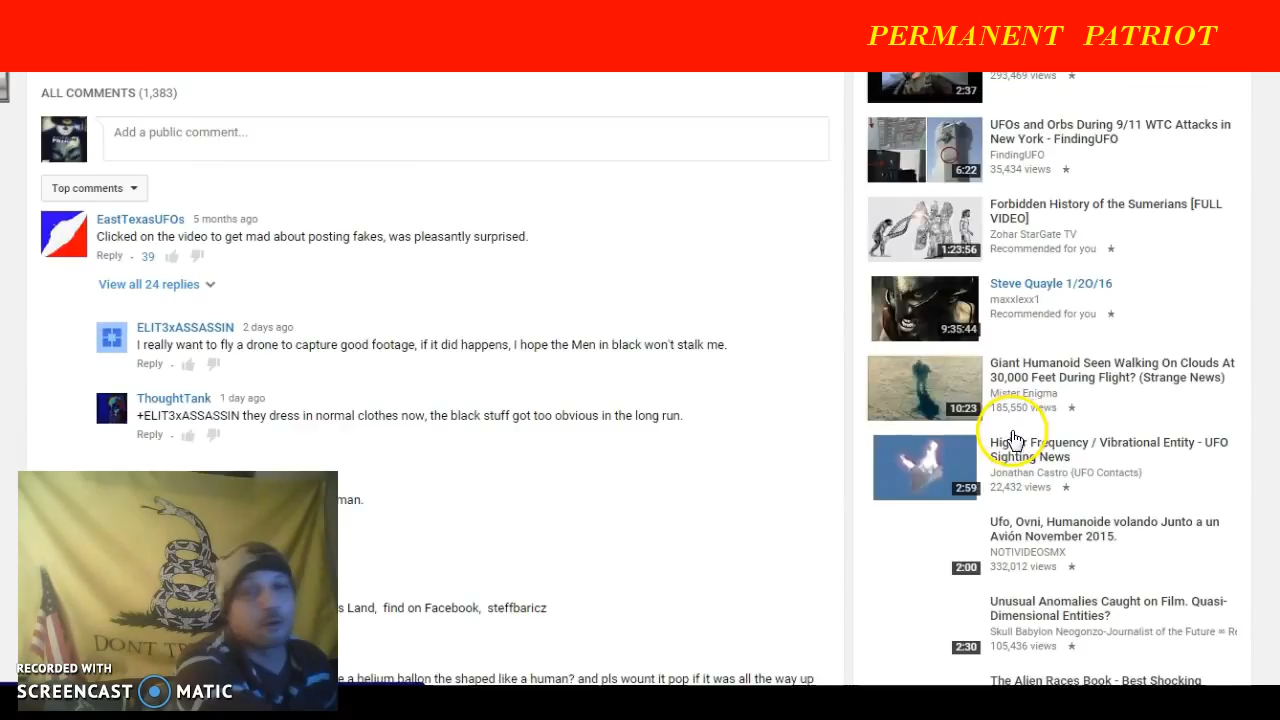 PERMANENT PATRIOT
ALL COMMENTS (1,383)
Add a public comment...
Top comments
EastTexasUFOs 5 months ago
Clicked on the video to get mad about posting fakes, was pleasantly surprised.
Reply 39
View all 24 replies
ELIT3xASSASSIN 2 days ago
I really want to fly a drone to capture good footage, if it did happens, I hope the Men in black won't stalk me.
Reply
ThoughtTank 1 day ago
+ELIT3xASSASSIN they dress in normal clothes now, the black stuff got too obvious in the long run.
Reply
man.
s Land, find on Facebook, steffbaricz
e a helium ballon the shaped like a human? and pls wount it pop if it was all the way up
DONT
RECORDED WITH
SCREENCAST MATIC
2:37
293,469 views
6:22
UFOs and Orbs During 9/11 WTC Attacks in
New York - FindingUFO
FindingUFO
35,434 views
1:23:56
Forbidden History of the Sumerians [FULL
VIDEO]
Zohar StarGate TV
Recommended for you
9:35:44
Steve Quayle 1/20/16
maxxlexx1
Recommended for you
10:23
Giant Humanoid Seen Walking On Clouds At
30,000 Feet During Flight? (Strange News)
Mister Enigma
185,550 views
2:59
Higher Frequency / Vibrational Entity - UFO
Sighting News
Jonathan Castro (UFO Contacts)
22,432 views
2:00
Ufo, Ovni, Humanoide volando Junto a un
Avión November 2015.
NOTIVIDEOSMX
332,012 views
2:30
Unusual Anomalies Caught on Film. Quasi-
Dimensional Entities?
Skull Babylon Neogonzo-Journalist of the Future ∞ Re
105,436 views
The Alien Races Book - Best Shocking